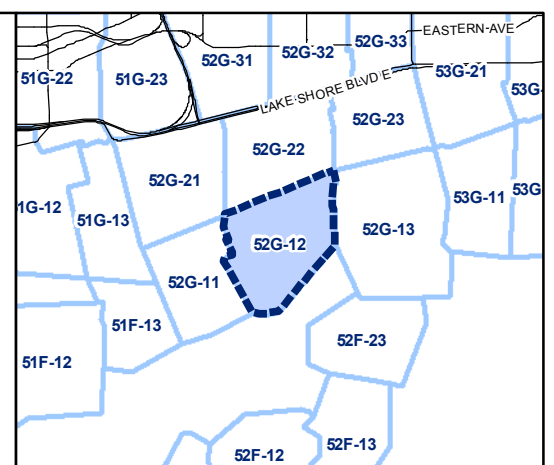 EASTERN AVE
52G-33
52G-32
52G-31
53G-21
51G-22
51G-23
53G-
LAKE SHORE BLVD E
52G-23
52G-22
52G-21
53G-11
53G
1G-12
51G-13
52G-13
52G-12
52G-11
51F-13
52F-23
51F-12
52F-13
52F-12